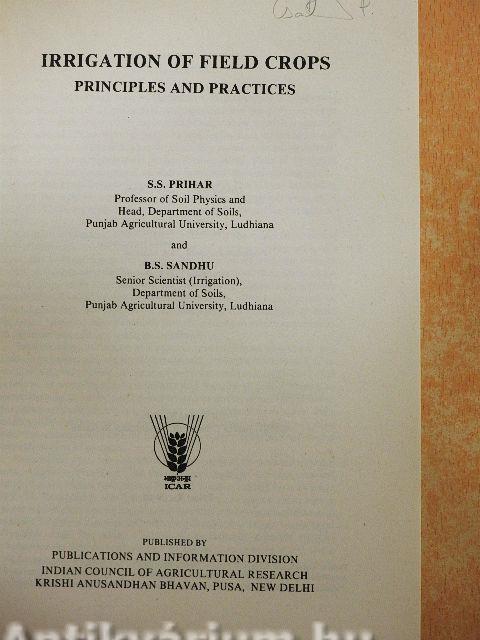 IRRIGATION OF FIELD CROPS
PRINCIPLES AND PRACTICES
S.S. PRIHAR
Professor of Soil Physics and
Head, Department of Soils,
Punjab Agricultural University, Ludhiana
and
B.S. SANDHU
Senior Scientist (Irrigation),
Department of Soils,
Punjab Agricultural University, Ludhiana
ICAR
PUBLISHED BY
PUBLICATIONS AND INFORMATION DIVISION
INDIAN COUNCIL OF AGRICULTURAL RESEARCH
KRISHI ANUSANDHAN BHAVAN, PUSA, NEW DELHI
Antikvárium.hu